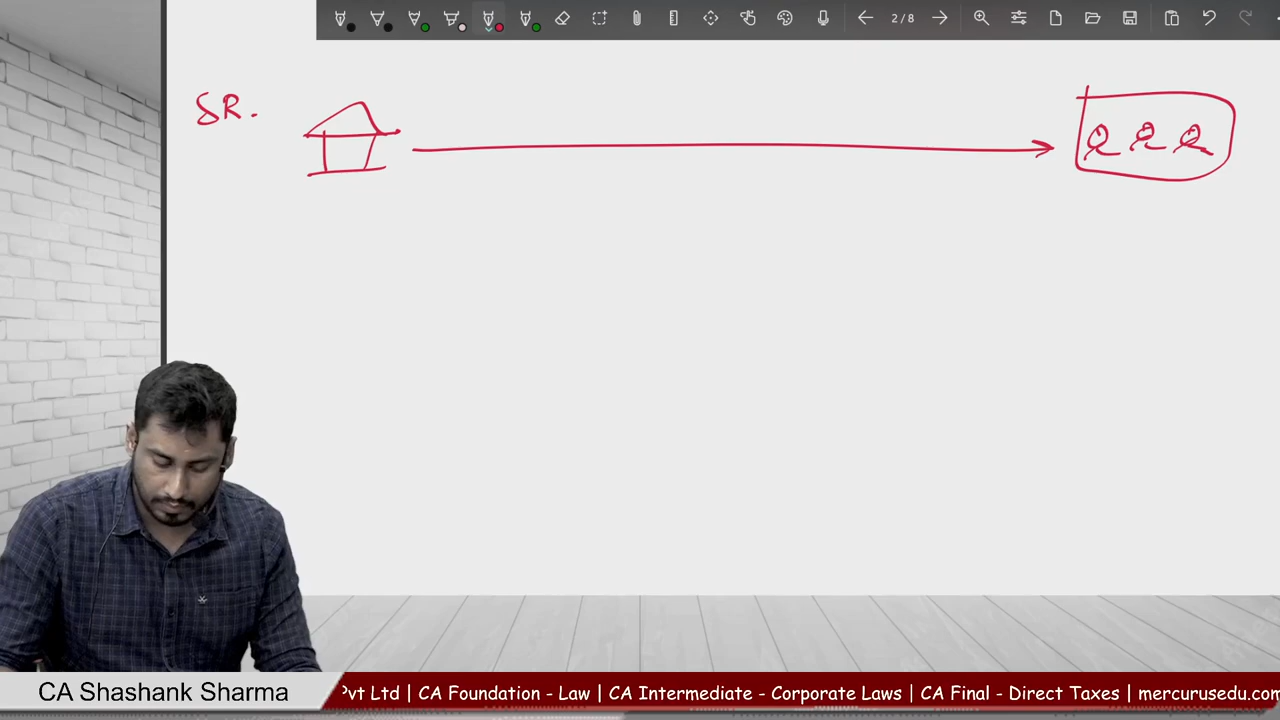 2/8
SR.
CA Shashank Sharma
Pvt Ltd | CA Foundation - Law | CA Intermediate - Corporate Laws | CA Final - Direct Taxes | mercurusedu.com